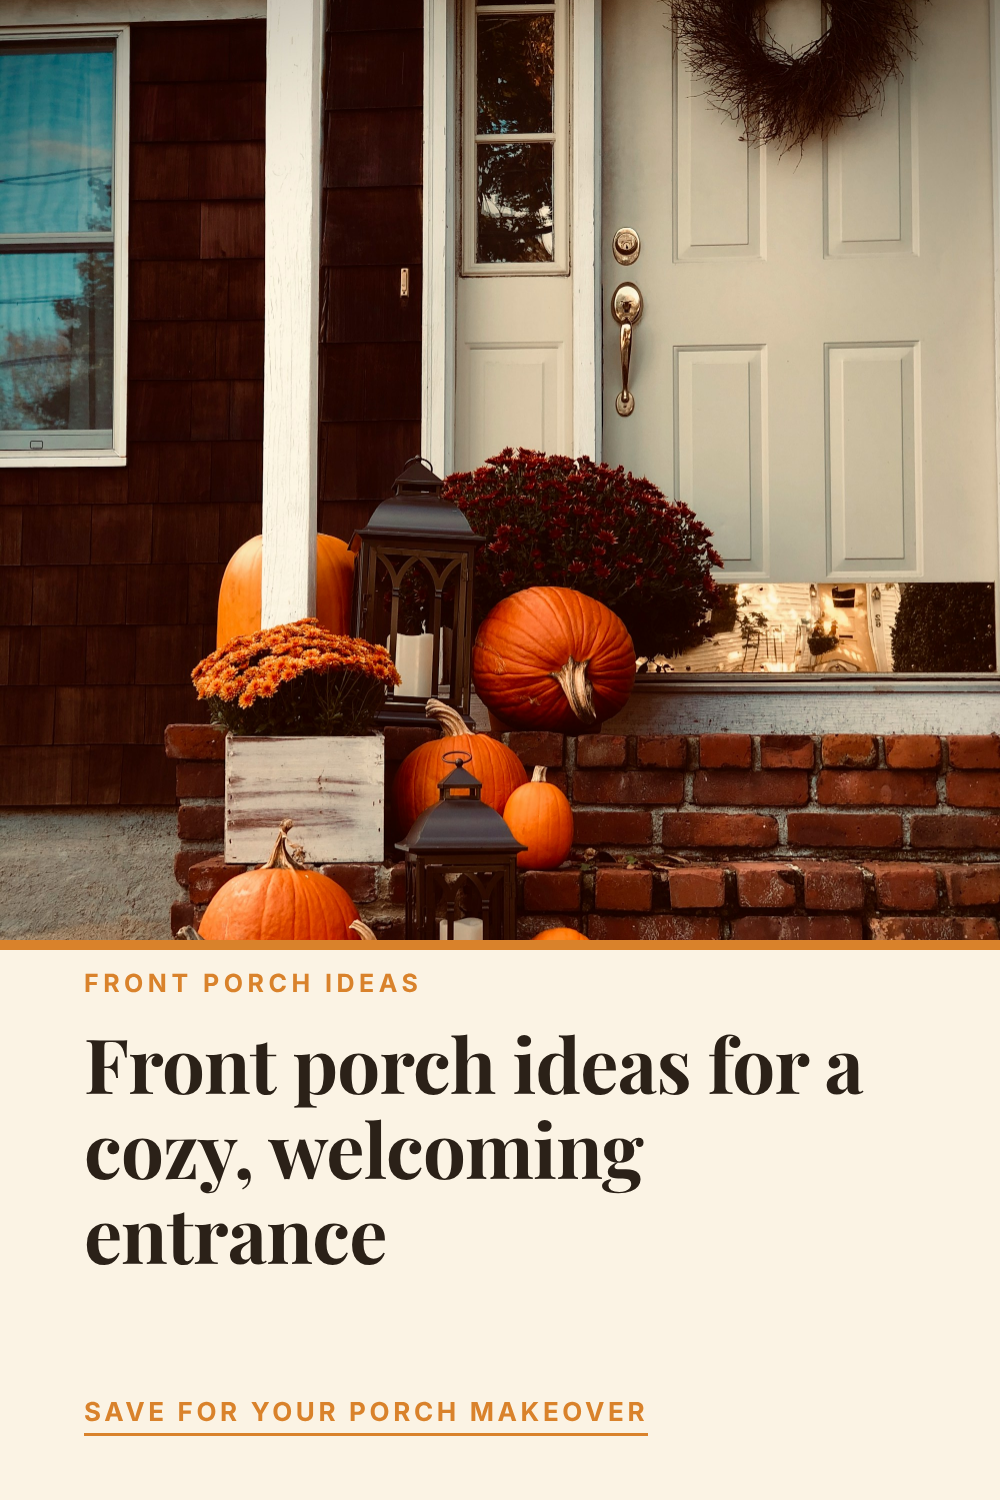 FRONT PORCH IDEAS
Front porch ideas for a
cozy, welcoming
entrance
SAVE FOR YOUR PORCH MAKEOVER